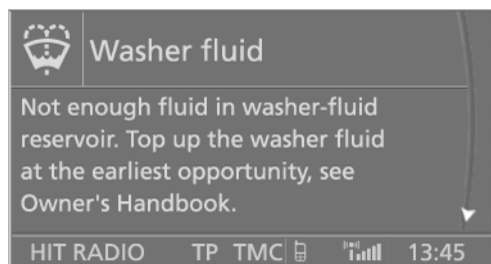 Washer fluid
Not enough fluid in washer-fluid
reservoir. Top up the washer fluid
at the earliest opportunity, see
Owner's Handbook.
HIT RADIO TP TMC 13:45